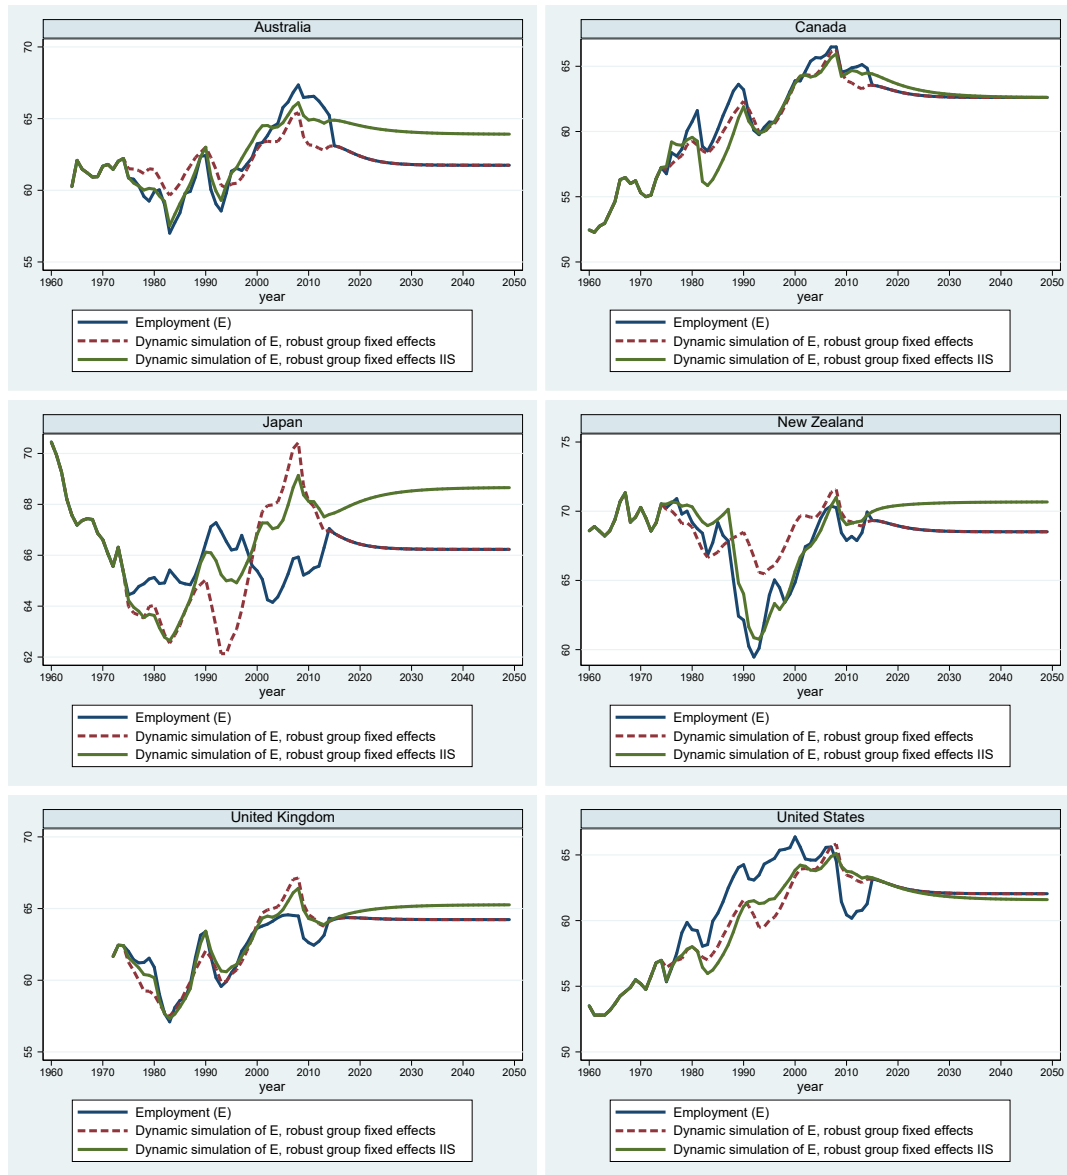 Australia
70
65
60
55
1960 1970 1980 1990 2000 2010 2020 2030 2040 2050
year
Employment (E)
Dynamic simulation of E, robust group fixed effects
Dynamic simulation of E, robust group fixed effects IIS
Canada
65
60
55
50
1960 1970 1980 1990 2000 2010 2020 2030 2040 2050
year
Employment (E)
Dynamic simulation of E, robust group fixed effects
Dynamic simulation of E, robust group fixed effects IIS
Japan
70
68
66
64
62
1960 1970 1980 1990 2000 2010 2020 2030 2040 2050
year
Employment (E)
Dynamic simulation of E, robust group fixed effects
Dynamic simulation of E, robust group fixed effects IIS
New Zealand
75
70
65
60
1960 1970 1980 1990 2000 2010 2020 2030 2040 2050
year
Employment (E)
Dynamic simulation of E, robust group fixed effects
Dynamic simulation of E, robust group fixed effects IIS
United Kingdom
70
65
60
55
1960 1970 1980 1990 2000 2010 2020 2030 2040 2050
year
Employment (E)
Dynamic simulation of E, robust group fixed effects
Dynamic simulation of E, robust group fixed effects IIS
United States
65
60
55
50
1960 1970 1980 1990 2000 2010 2020 2030 2040 2050
year
Employment (E)
Dynamic simulation of E, robust group fixed effects
Dynamic simulation of E, robust group fixed effects IIS